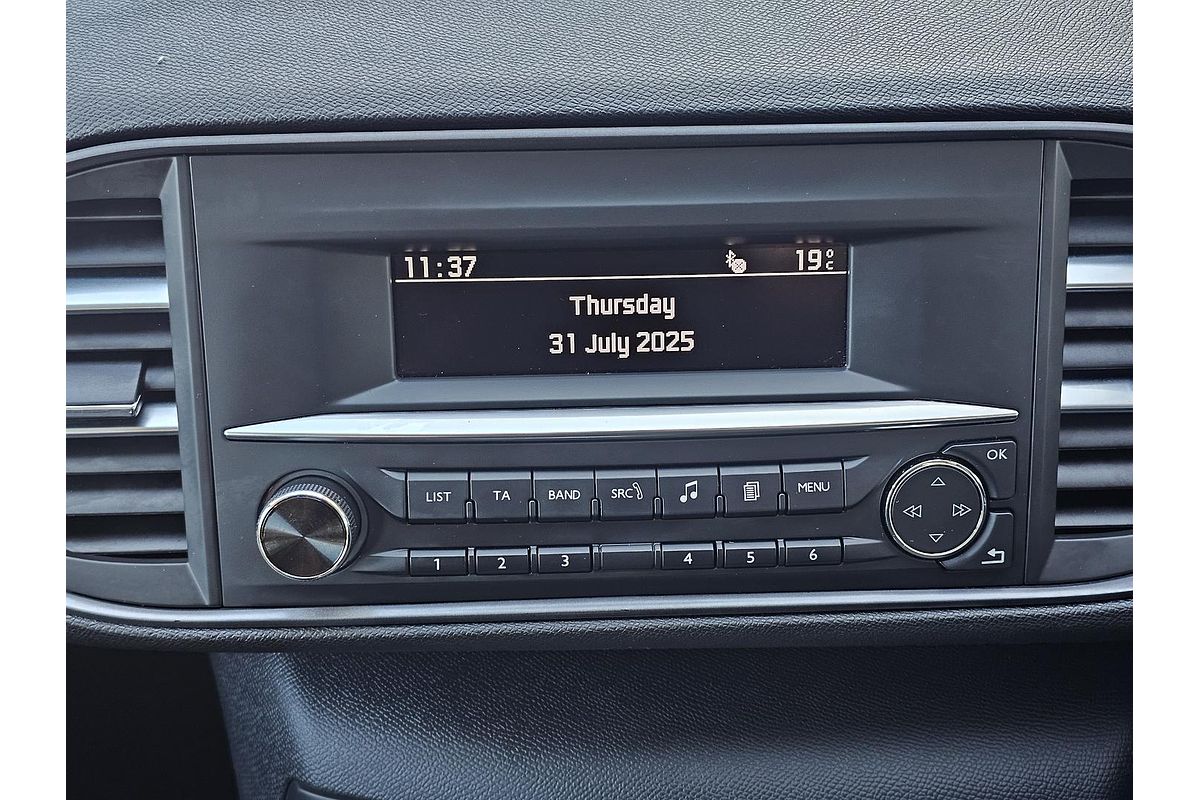 11:37 19°C
Thursday
31 July 2025
OK
LIST TA BAND SRC MENU
1 2 3 4 5 6